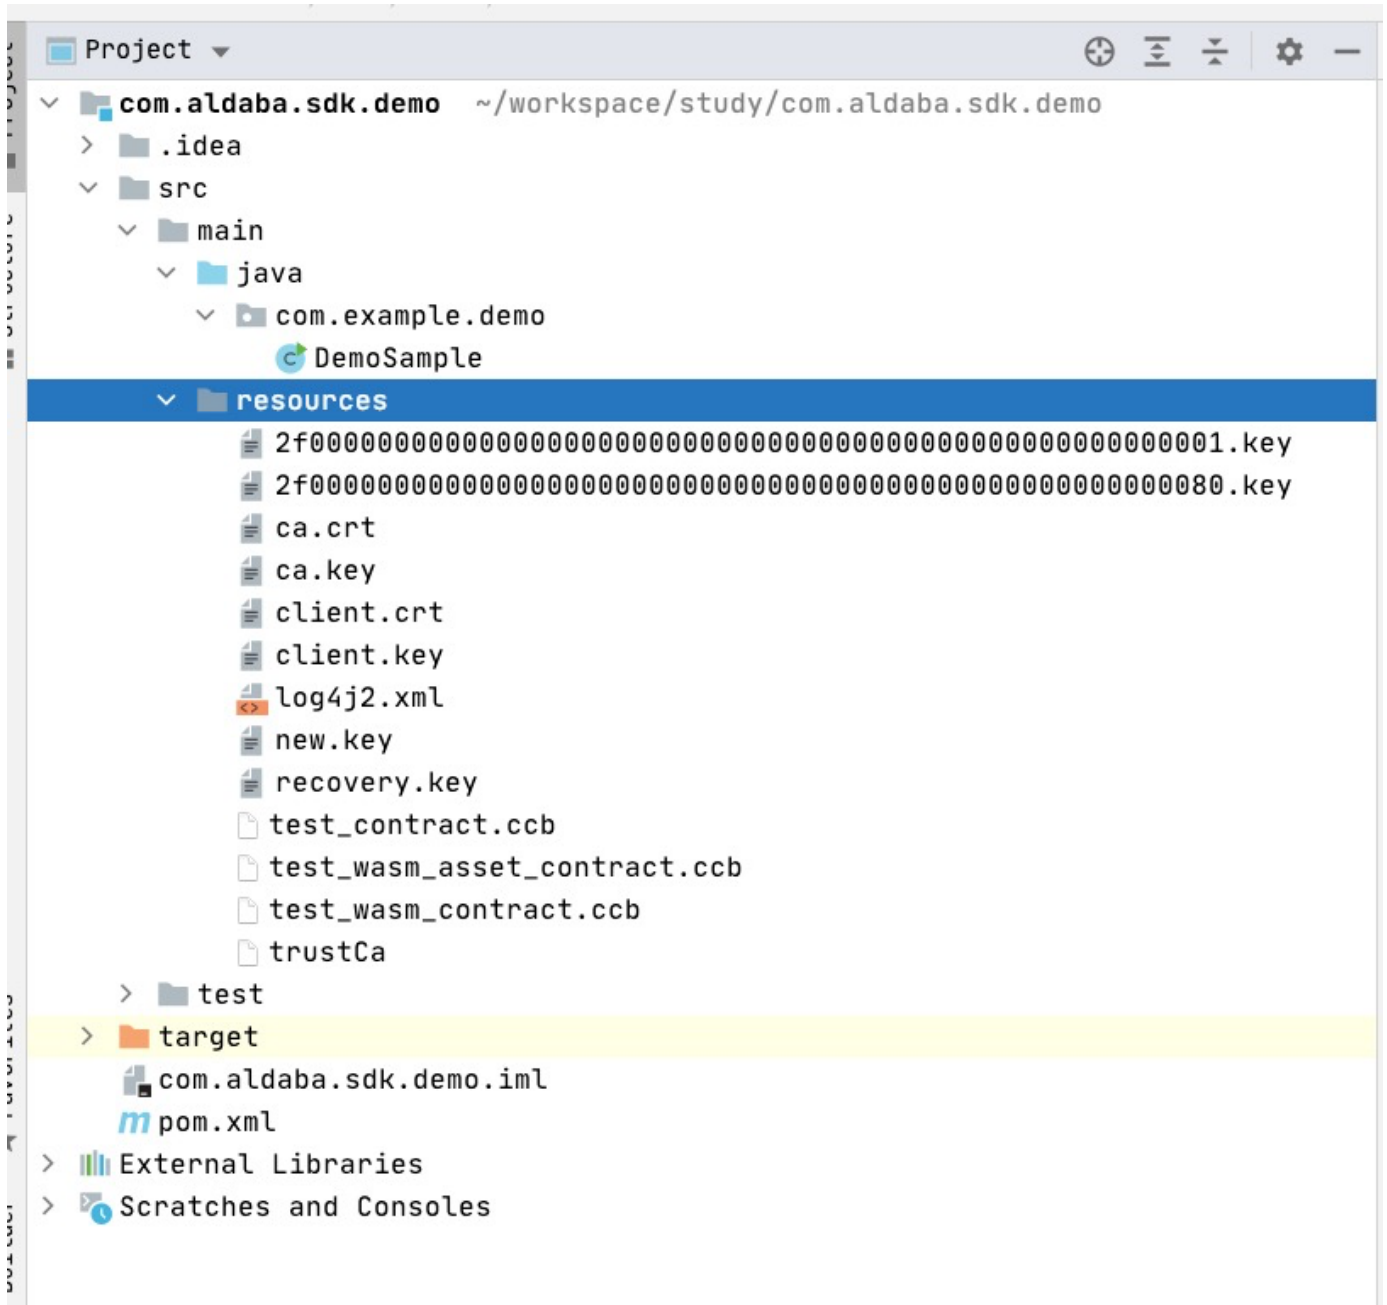 Project
com.aldaba.sdk.demo ~/workspace/study/com.aldaba.sdk.demo
.idea
src
main
java
com.example.demo
DemoSample
resources
2f000000000000000000000000000000000000000000000000000001.key
2f000000000000000000000000000000000000000000000000000080.key
ca.crt
ca.key
client.crt
client.key
log4j2.xml
new.key
recovery.key
test_contract.ccb
test_wasm_asset_contract.ccb
test_wasm_contract.ccb
trustCa
test
target
com.aldaba.sdk.demo.iml
pom.xml
External Libraries
Scratches and Consoles